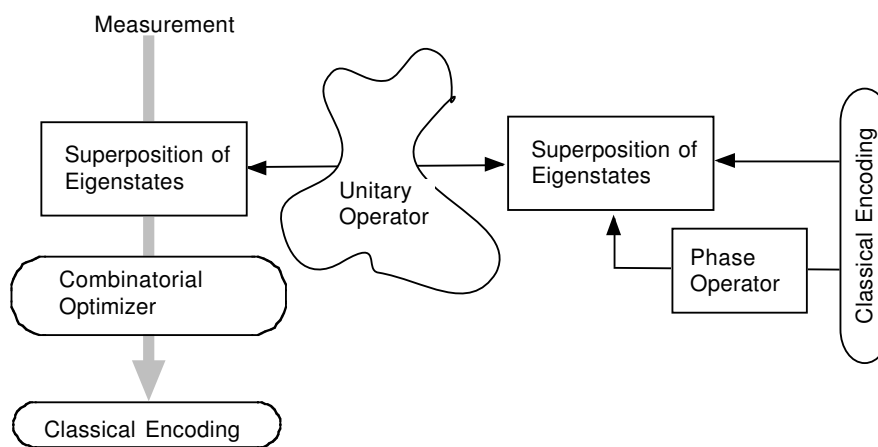 Measurement
Superposition of
Eigenstates
Combinatorial
Optimizer
Classical Encoding
Unitary
Operator
Superposition of
Eigenstates
Phase
Operator
Classical Encoding